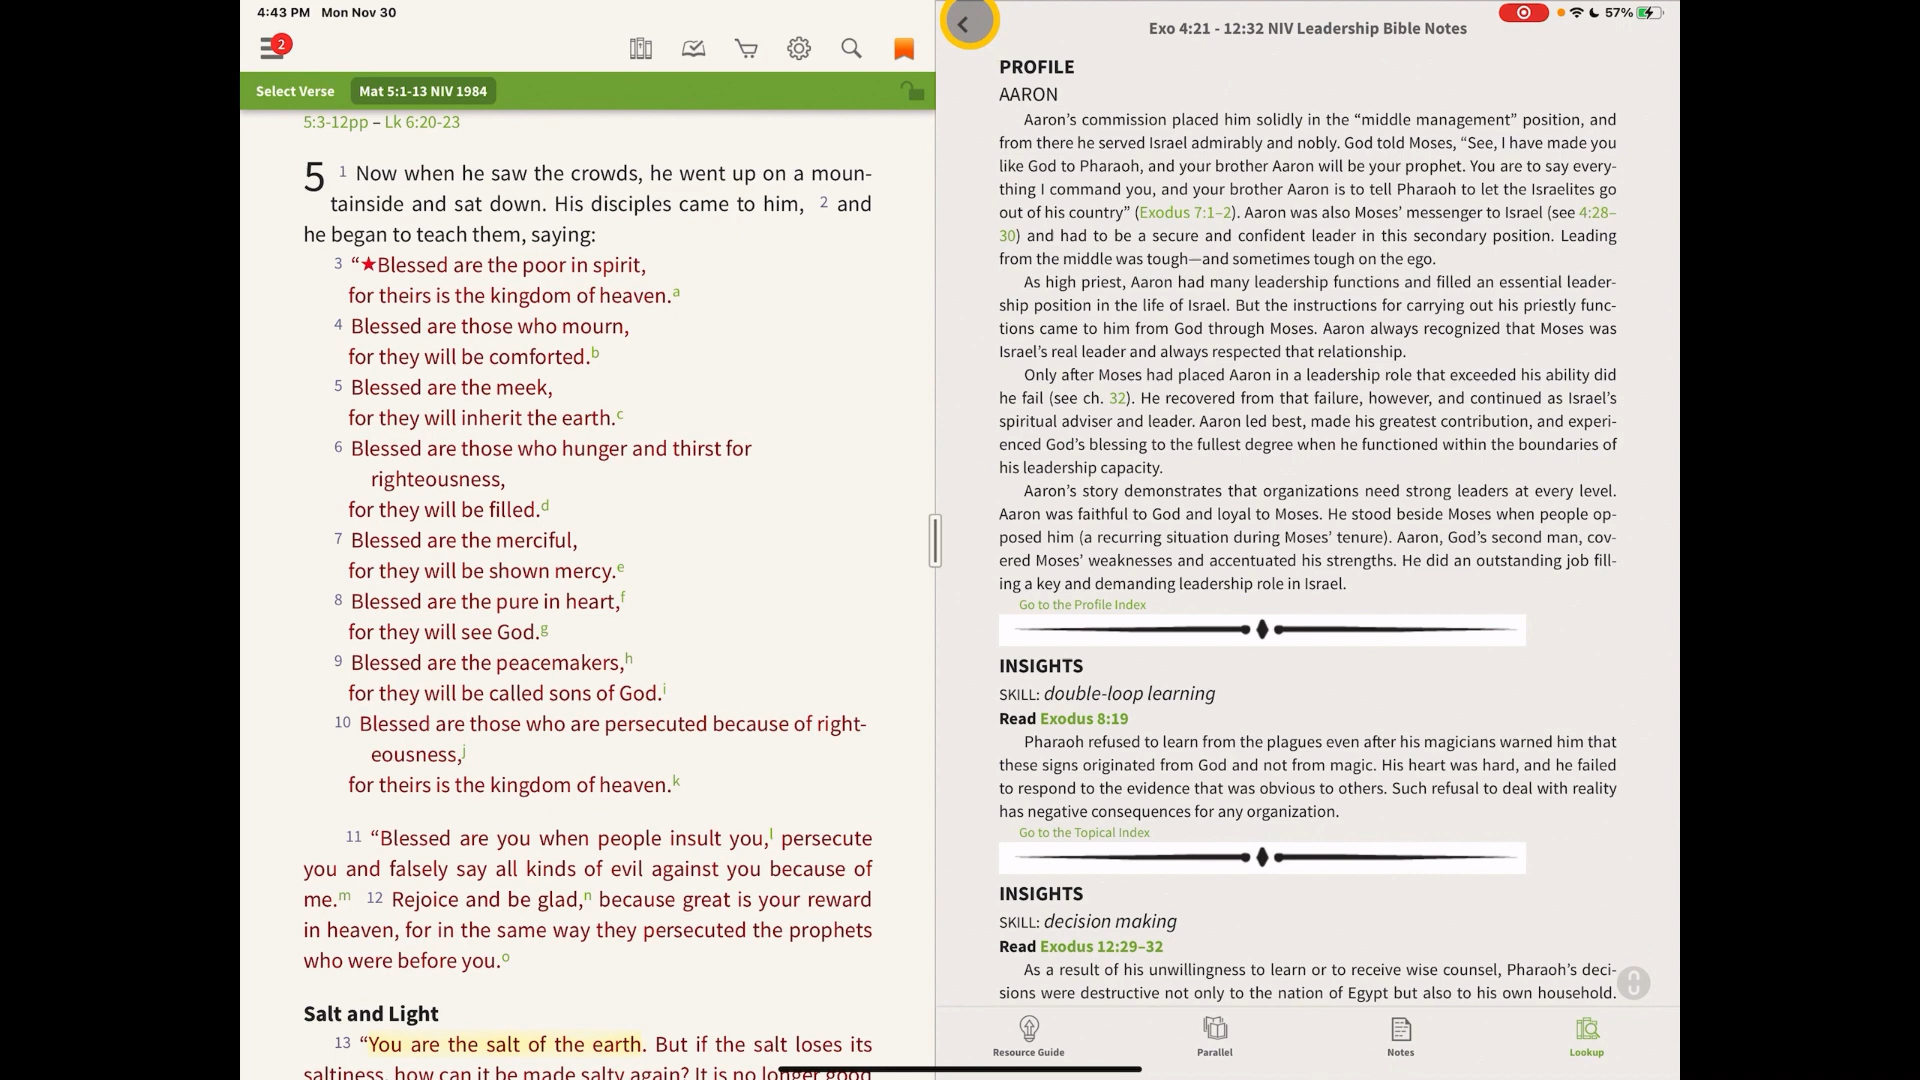 4:43 PM Mon Nov 30
2
Select Verse Mat 5:1-13 NIV 1984
5:3-12pp – Lk 6:20-23
5 1 Now when he saw the crowds, he went up on a moun-
tainside and sat down. His disciples came to him, 2 and
he began to teach them, saying:
3 “★Blessed are the poor in spirit,
for theirs is the kingdom of heaven.a
4 Blessed are those who mourn,
for they will be comforted.b
5 Blessed are the meek,
for they will inherit the earth.c
6 Blessed are those who hunger and thirst for
righteousness,
for they will be filled.d
7 Blessed are the merciful,
for they will be shown mercy.e
8 Blessed are the pure in heart,f
for they will see God.g
9 Blessed are the peacemakers,h
for they will be called sons of God.i
10 Blessed are those who are persecuted because of right-
eousness,j
for theirs is the kingdom of heaven.k
11 “Blessed are you when people insult you,l persecute
you and falsely say all kinds of evil against you because of
me.m 12 Rejoice and be glad,n because great is your reward
in heaven, for in the same way they persecuted the prophets
who were before you.o
Salt and Light
13 “You are the salt of the earth. But if the salt loses its
saltiness, how can it be made salty again? It is no longer good
57%
Exo 4:21 - 12:32 NIV Leadership Bible Notes
PROFILE
AARON
Aaron’s commission placed him solidly in the “middle management” position, and
from there he served Israel admirably and nobly. God told Moses, “See, I have made you
like God to Pharaoh, and your brother Aaron will be your prophet. You are to say every-
thing I command you, and your brother Aaron is to tell Pharaoh to let the Israelites go
out of his country” (Exodus 7:1–2). Aaron was also Moses’ messenger to Israel (see 4:28–
30) and had to be a secure and confident leader in this secondary position. Leading
from the middle was tough—and sometimes tough on the ego.
As high priest, Aaron had many leadership functions and filled an essential leader-
ship position in the life of Israel. But the instructions for carrying out his priestly func-
tions came to him from God through Moses. Aaron always recognized that Moses was
Israel’s real leader and always respected that relationship.
Only after Moses had placed Aaron in a leadership role that exceeded his ability did
he fail (see ch. 32). He recovered from that failure, however, and continued as Israel’s
spiritual adviser and leader. Aaron led best, made his greatest contribution, and experi-
enced God’s blessing to the fullest degree when he functioned within the boundaries of
his leadership capacity.
Aaron’s story demonstrates that organizations need strong leaders at every level.
Aaron was faithful to God and loyal to Moses. He stood beside Moses when people op-
posed him (a recurring situation during Moses’ tenure). Aaron, God’s second man, cov-
ered Moses’ weaknesses and accentuated his strengths. He did an outstanding job fill-
ing a key and demanding leadership role in Israel.
Go to the Profile Index
INSIGHTS
SKILL: double-loop learning
Read Exodus 8:19
Pharaoh refused to learn from the plagues even after his magicians warned him that
these signs originated from God and not from magic. His heart was hard, and he failed
to respond to the evidence that was obvious to others. Such refusal to deal with reality
has negative consequences for any organization.
Go to the Topical Index
INSIGHTS
SKILL: decision making
Read Exodus 12:29–32
As a result of his unwillingness to learn or to receive wise counsel, Pharaoh’s deci-
sions were destructive not only to the nation of Egypt but also to his own household.
Resource Guide
Parallel
Notes
Lookup